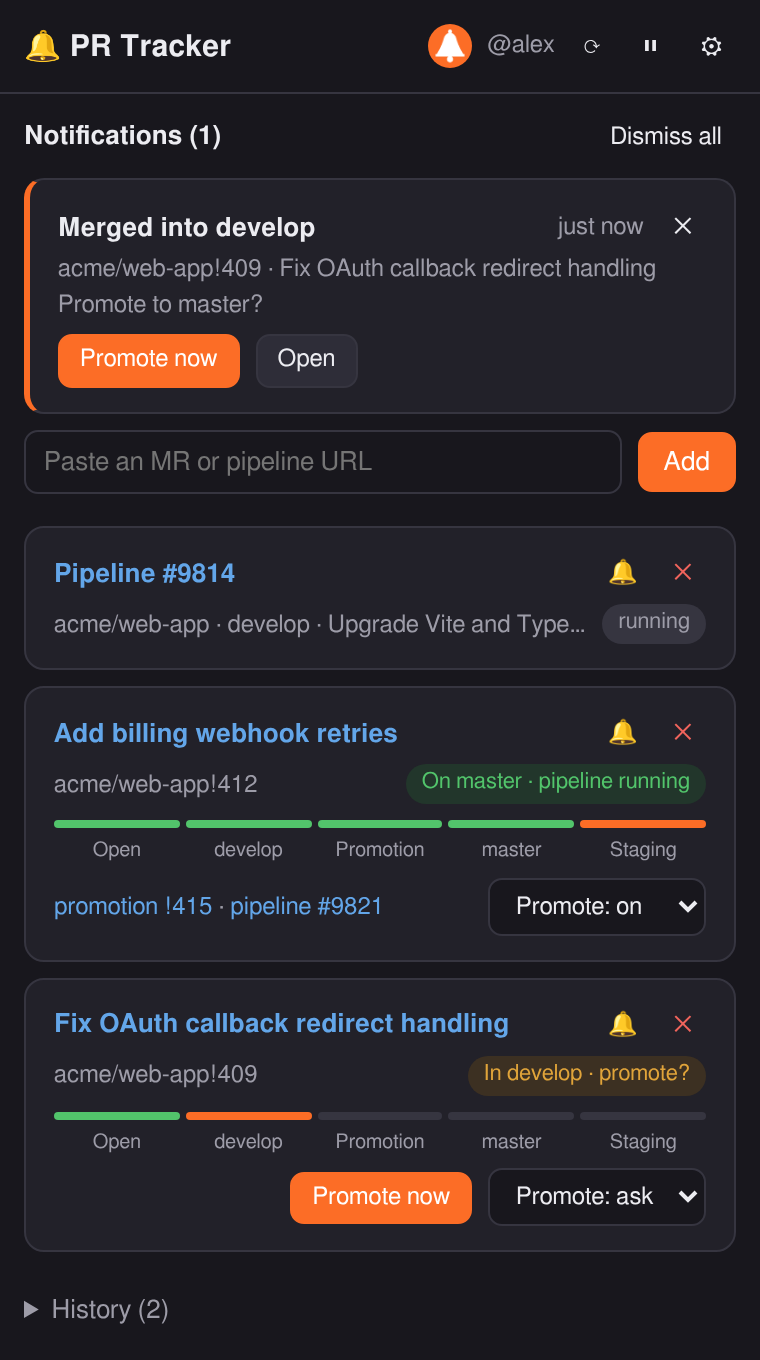 🔔 PR Tracker @alex
Notifications (1) Dismiss all
Merged into develop just now
acme/web-app!409 · Fix OAuth callback redirect handling
Promote to master?
Promote now Open
Paste an MR or pipeline URL Add
Pipeline #9814
acme/web-app · develop · Upgrade Vite and Type... running
Add billing webhook retries
acme/web-app!412 On master · pipeline running
Open develop Promotion master Staging
promotion !415 · pipeline #9821 Promote: on
Fix OAuth callback redirect handling
acme/web-app!409 In develop · promote?
Open develop Promotion master Staging
Promote now Promote: ask
History (2)